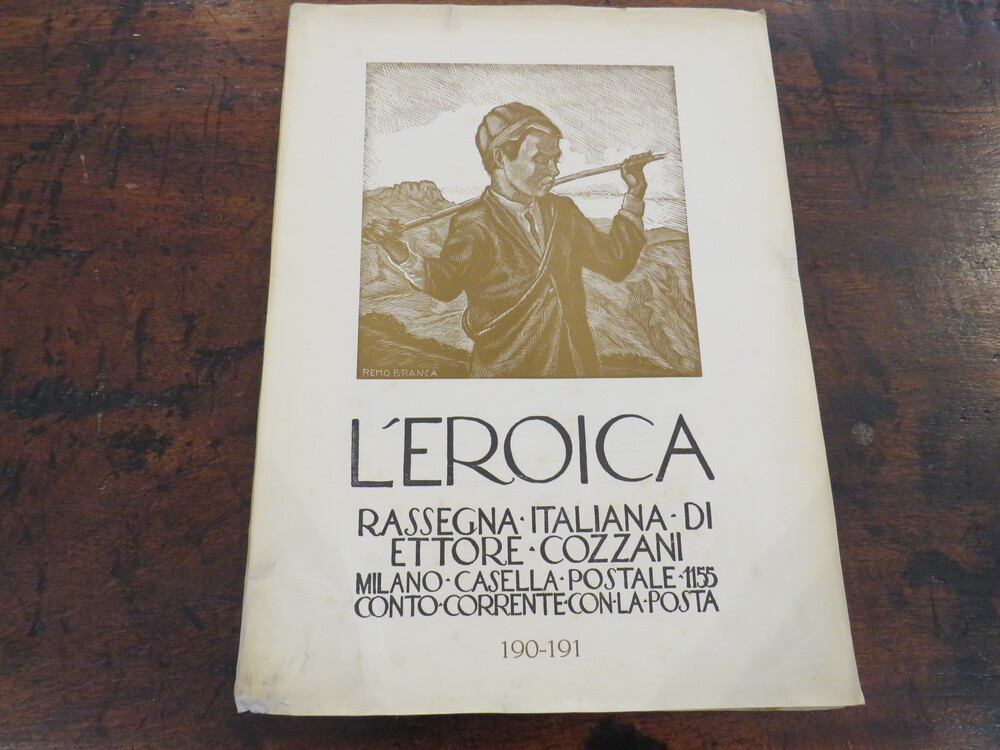 REMO BRANCA
L'EROICA
RASSEGNA·ITALIANA·DI
ETTORE·COZZANI
MILANO·CASELLA·POSTALE·1155
CONTO·CORRENTE·CON·LA·POSTA
190-191